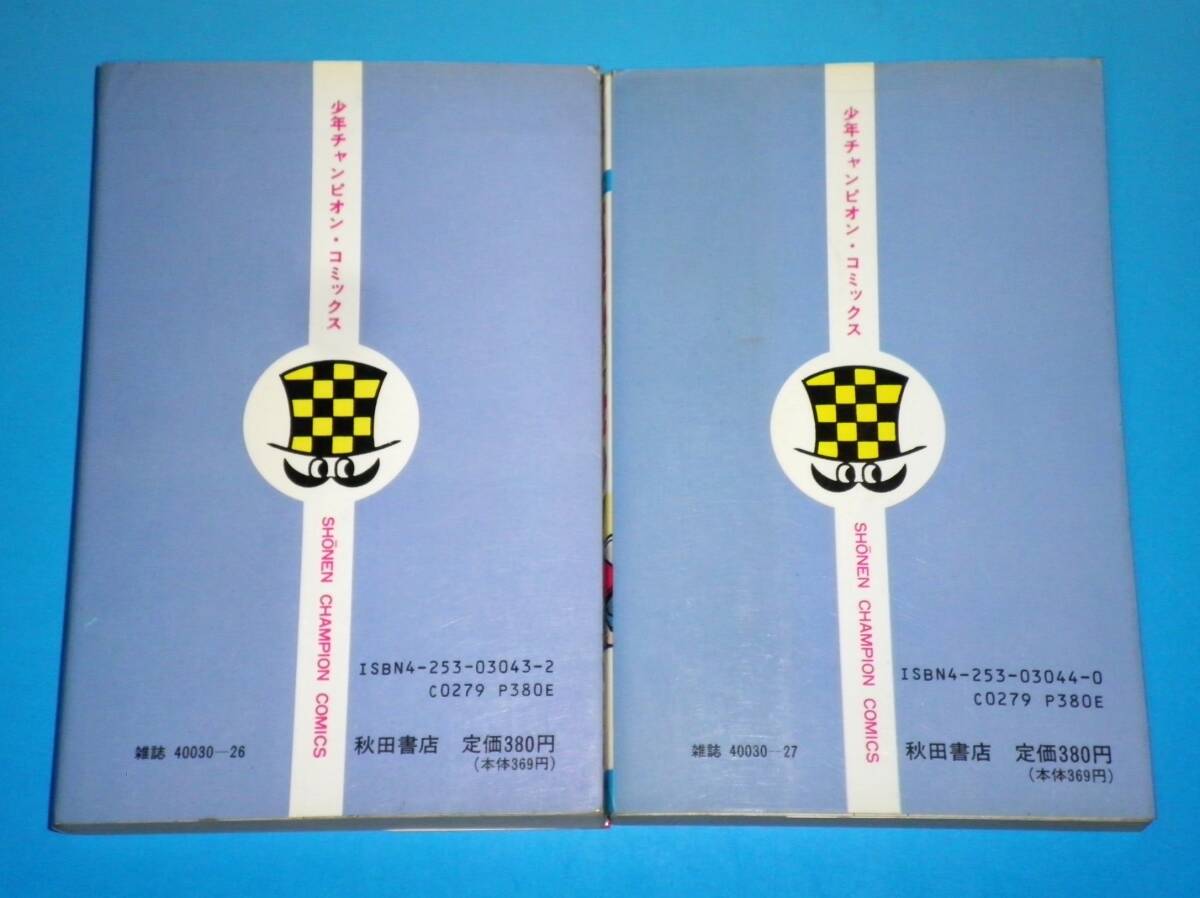 少年チャンピオン・コミックス
SHŌNEN CHAMPION COMICS
ISBN4-253-03043-2
C0279 P380E
雑誌 40030-26
秋田書店 定価380円
(本体369円)
少年チャンピオン・コミックス
SHŌNEN CHAMPION COMICS
ISBN4-253-03044-0
C0279 P380E
雑誌 40030-27
秋田書店 定価380円
(本体369円)